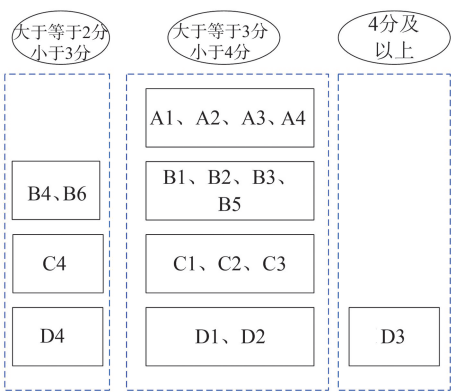 大于等于2分
小于3分
大于等于3分
小于4分
4分及
以上
A1、A2、A3、A4
B4、B6
B1、B2、B3、
B5
C4
C1、C2、C3
D4
D1、D2
D3